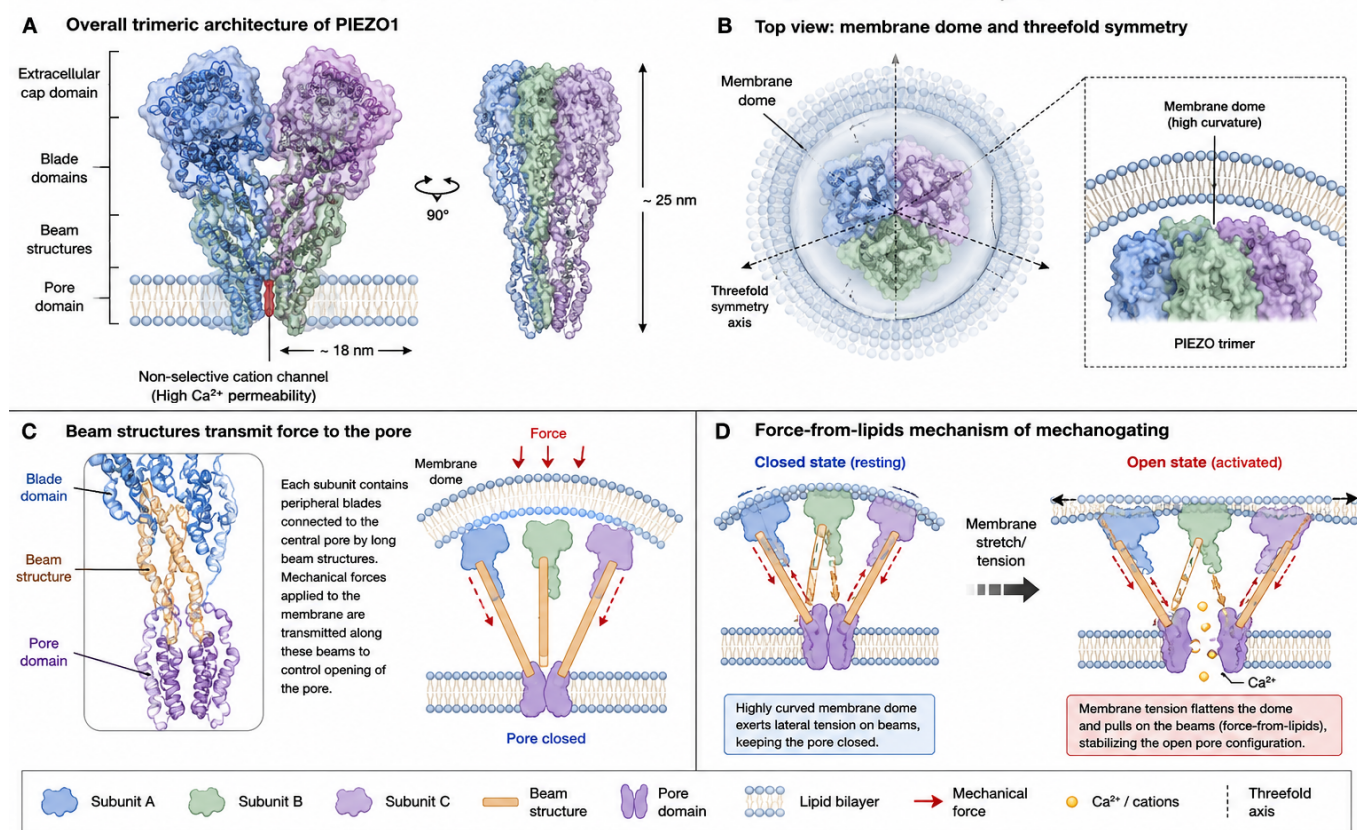 A Overall trimeric architecture of PIEZO1
Extracellular
cap domain
Blade
domains
Beam
structures
Pore
domain
90°
~ 25 nm
~ 18 nm
Non-selective cation channel
(High Ca²⁺ permeability)
B Top view: membrane dome and threefold symmetry
Membrane
dome
Threefold
symmetry
axis
Membrane dome
(high curvature)
PIEZO trimer
C Beam structures transmit force to the pore
Blade
domain
Beam
structure
Pore
domain
Each subunit contains
peripheral blades
connected to the
central pore by long
beam structures.
Mechanical forces
applied to the
membrane are
transmitted along
these beams to
control opening of
the pore.
Force
Membrane
dome
Pore closed
D Force-from-lipids mechanism of mechanogating
Closed state (resting)
Membrane
stretch/
tension
Open state (activated)
Ca²⁺
Highly curved membrane dome
exerts lateral tension on beams,
keeping the pore closed.
Membrane tension flattens the dome
and pulls on the beams (force-from-lipids),
stabilizing the open pore configuration.
Subunit A
Subunit B
Subunit C
Beam
structure
Pore
domain
Lipid bilayer
Mechanical
force
Ca²⁺ / cations
Threefold
axis